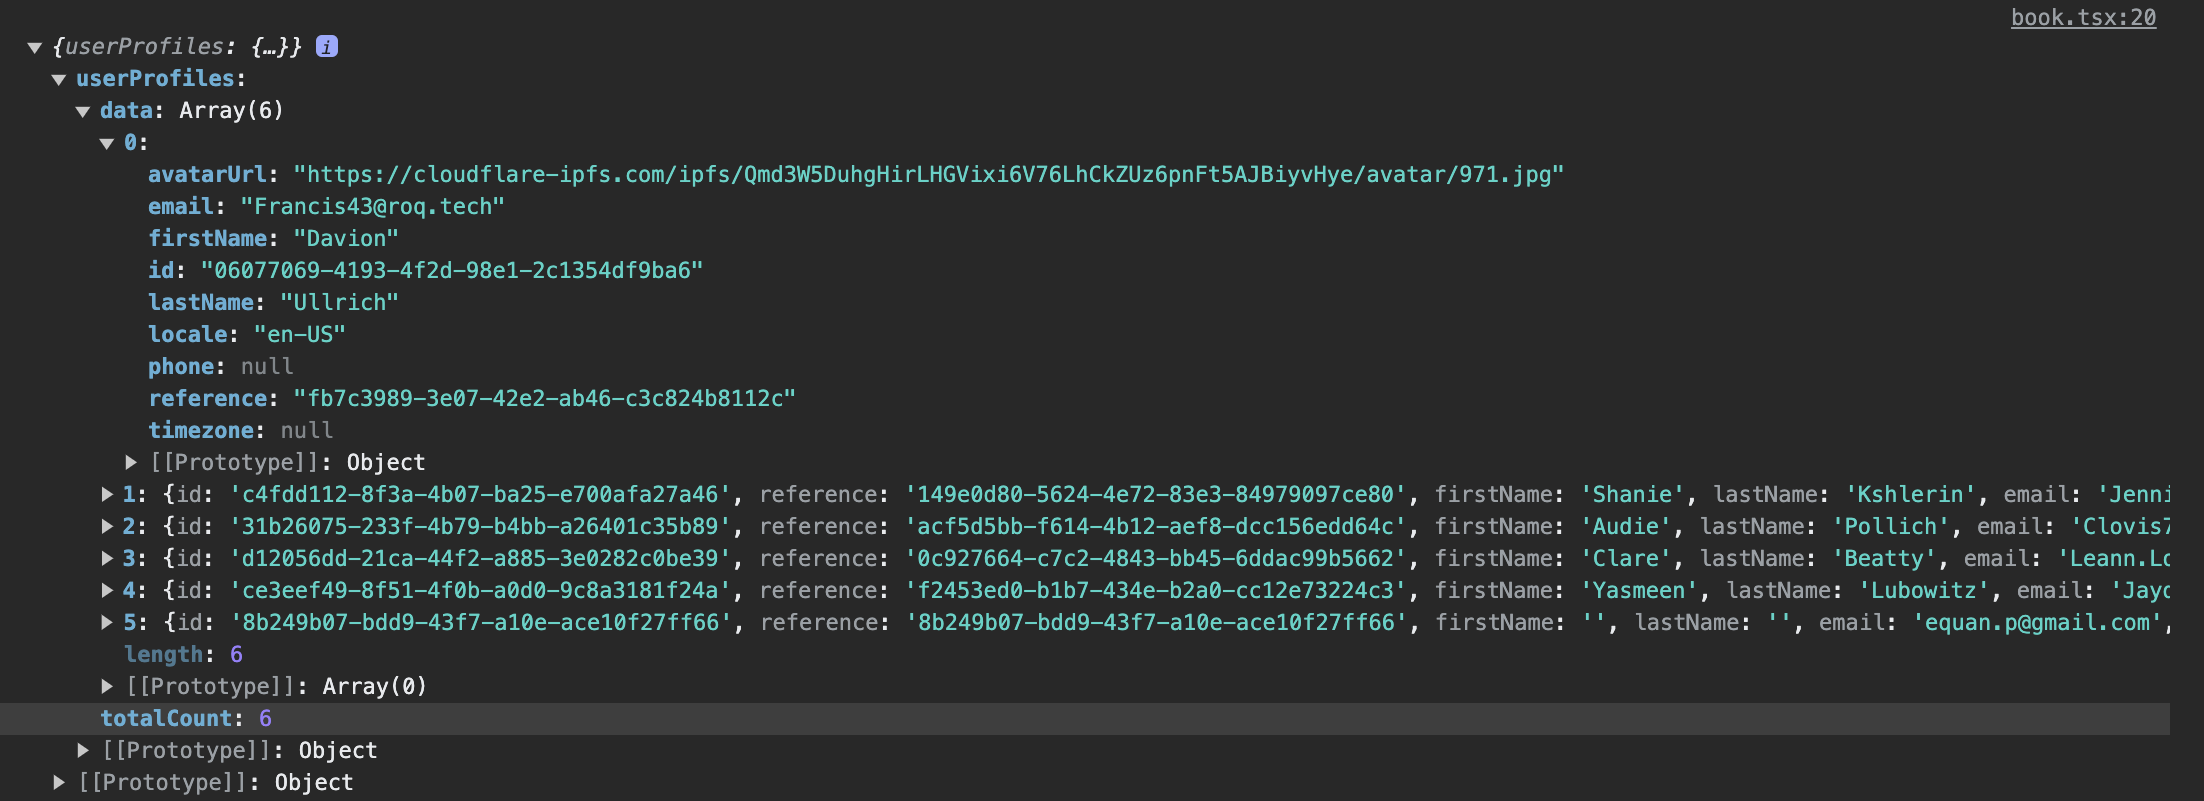 book.tsx:20
▼ {userProfiles: {…}} i
▼ userProfiles:
▼ data: Array(6)
▼ 0:
avatarUrl: "https://cloudflare-ipfs.com/ipfs/Qmd3W5DuhgHirLHGVixi6V76LhCkZUz6pnFt5AJBiyvHye/avatar/971.jpg"
email: "Francis43@roq.tech"
firstName: "Davion"
id: "06077069-4193-4f2d-98e1-2c1354df9ba6"
lastName: "Ullrich"
locale: "en-US"
phone: null
reference: "fb7c3989-3e07-42e2-ab46-c3c824b8112c"
timezone: null
▶ [[Prototype]]: Object
▶ 1: {id: 'c4fdd112-8f3a-4b07-ba25-e700afa27a46', reference: '149e0d80-5624-4e72-83e3-84979097ce80', firstName: 'Shanie', lastName: 'Kshlerin', email: 'Jenni
▶ 2: {id: '31b26075-233f-4b79-b4bb-a26401c35b89', reference: 'acf5d5bb-f614-4b12-aef8-dcc156edd64c', firstName: 'Audie', lastName: 'Pollich', email: 'Clovis7
▶ 3: {id: 'd12056dd-21ca-44f2-a885-3e0282c0be39', reference: '0c927664-c7c2-4843-bb45-6ddac99b5662', firstName: 'Clare', lastName: 'Beatty', email: 'Leann.Lo
▶ 4: {id: 'ce3eef49-8f51-4f0b-a0d0-9c8a3181f24a', reference: 'f2453ed0-b1b7-434e-b2a0-cc12e73224c3', firstName: 'Yasmeen', lastName: 'Lubowitz', email: 'Jayd
▶ 5: {id: '8b249b07-bdd9-43f7-a10e-ace10f27ff66', reference: '8b249b07-bdd9-43f7-a10e-ace10f27ff66', firstName: '', lastName: '', email: 'equan.p@gmail.com',
length: 6
▶ [[Prototype]]: Array(0)
totalCount: 6
▶ [[Prototype]]: Object
▶ [[Prototype]]: Object